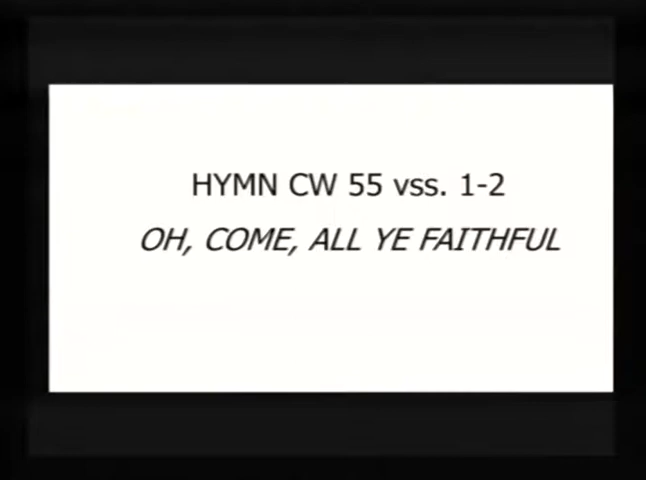 HYMN CW 55 vss. 1-2
OH, COME, ALL YE FAITHFUL